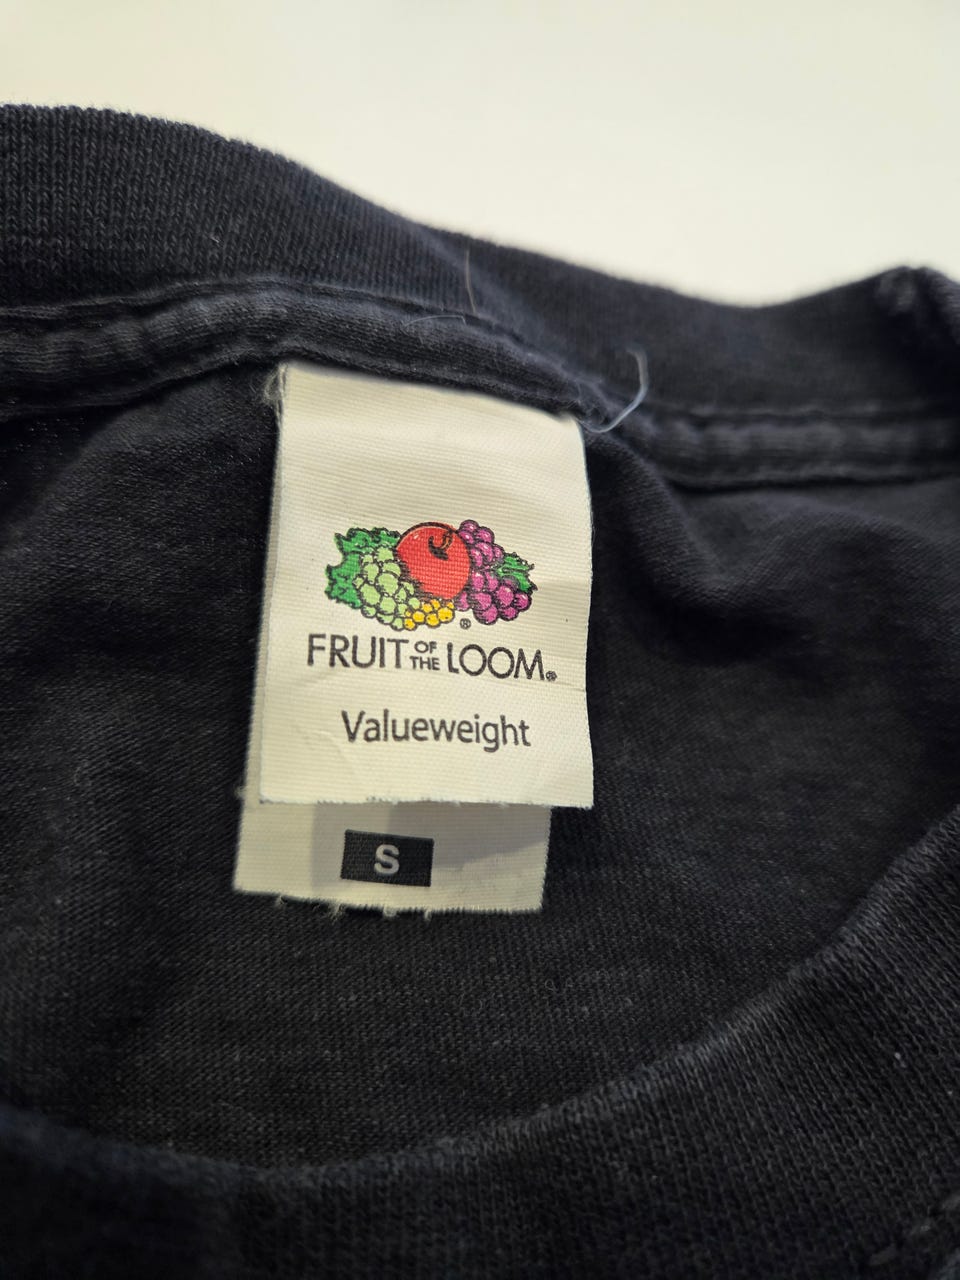 ®
FRUIT OF THE LOOM®
Valueweight
S